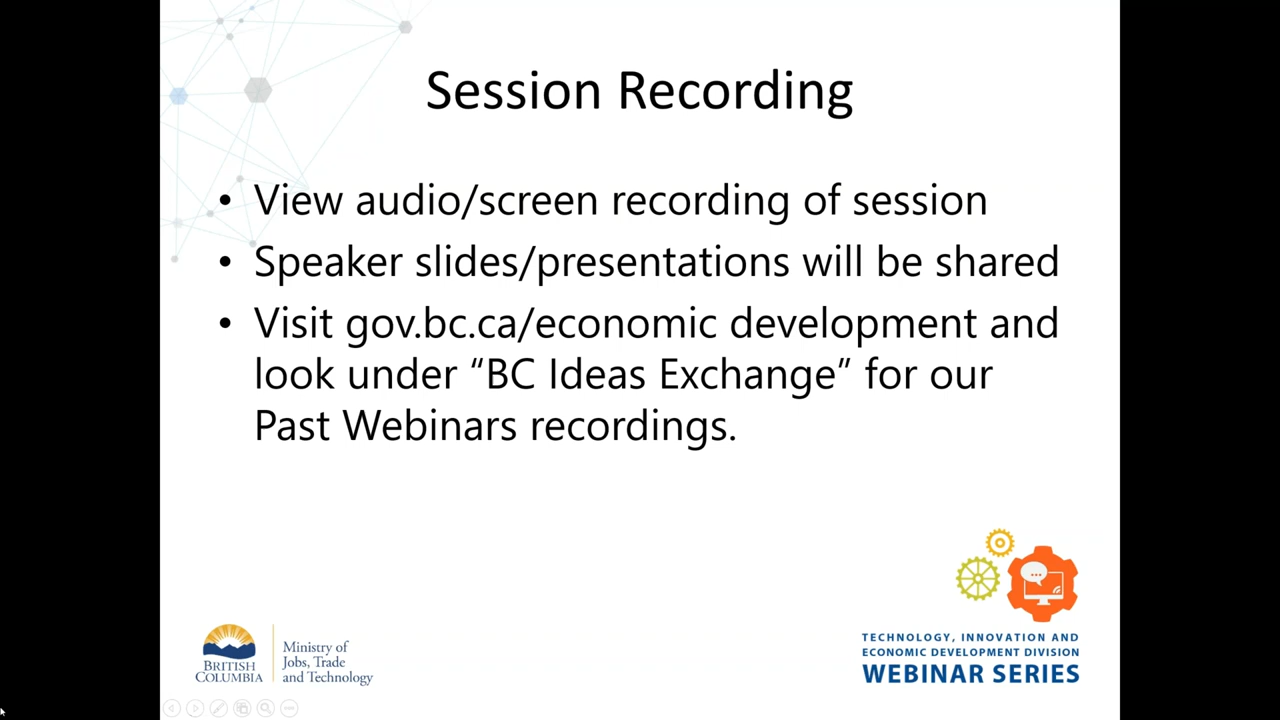 Session Recording
• View audio/screen recording of session
• Speaker slides/presentations will be shared
• Visit gov.bc.ca/economic development and
look under “BC Ideas Exchange” for our
Past Webinars recordings.
BRITISH
COLUMBIA
Ministry of
Jobs, Trade
and Technology
TECHNOLOGY, INNOVATION AND
ECONOMIC DEVELOPMENT DIVISION
WEBINAR SERIES